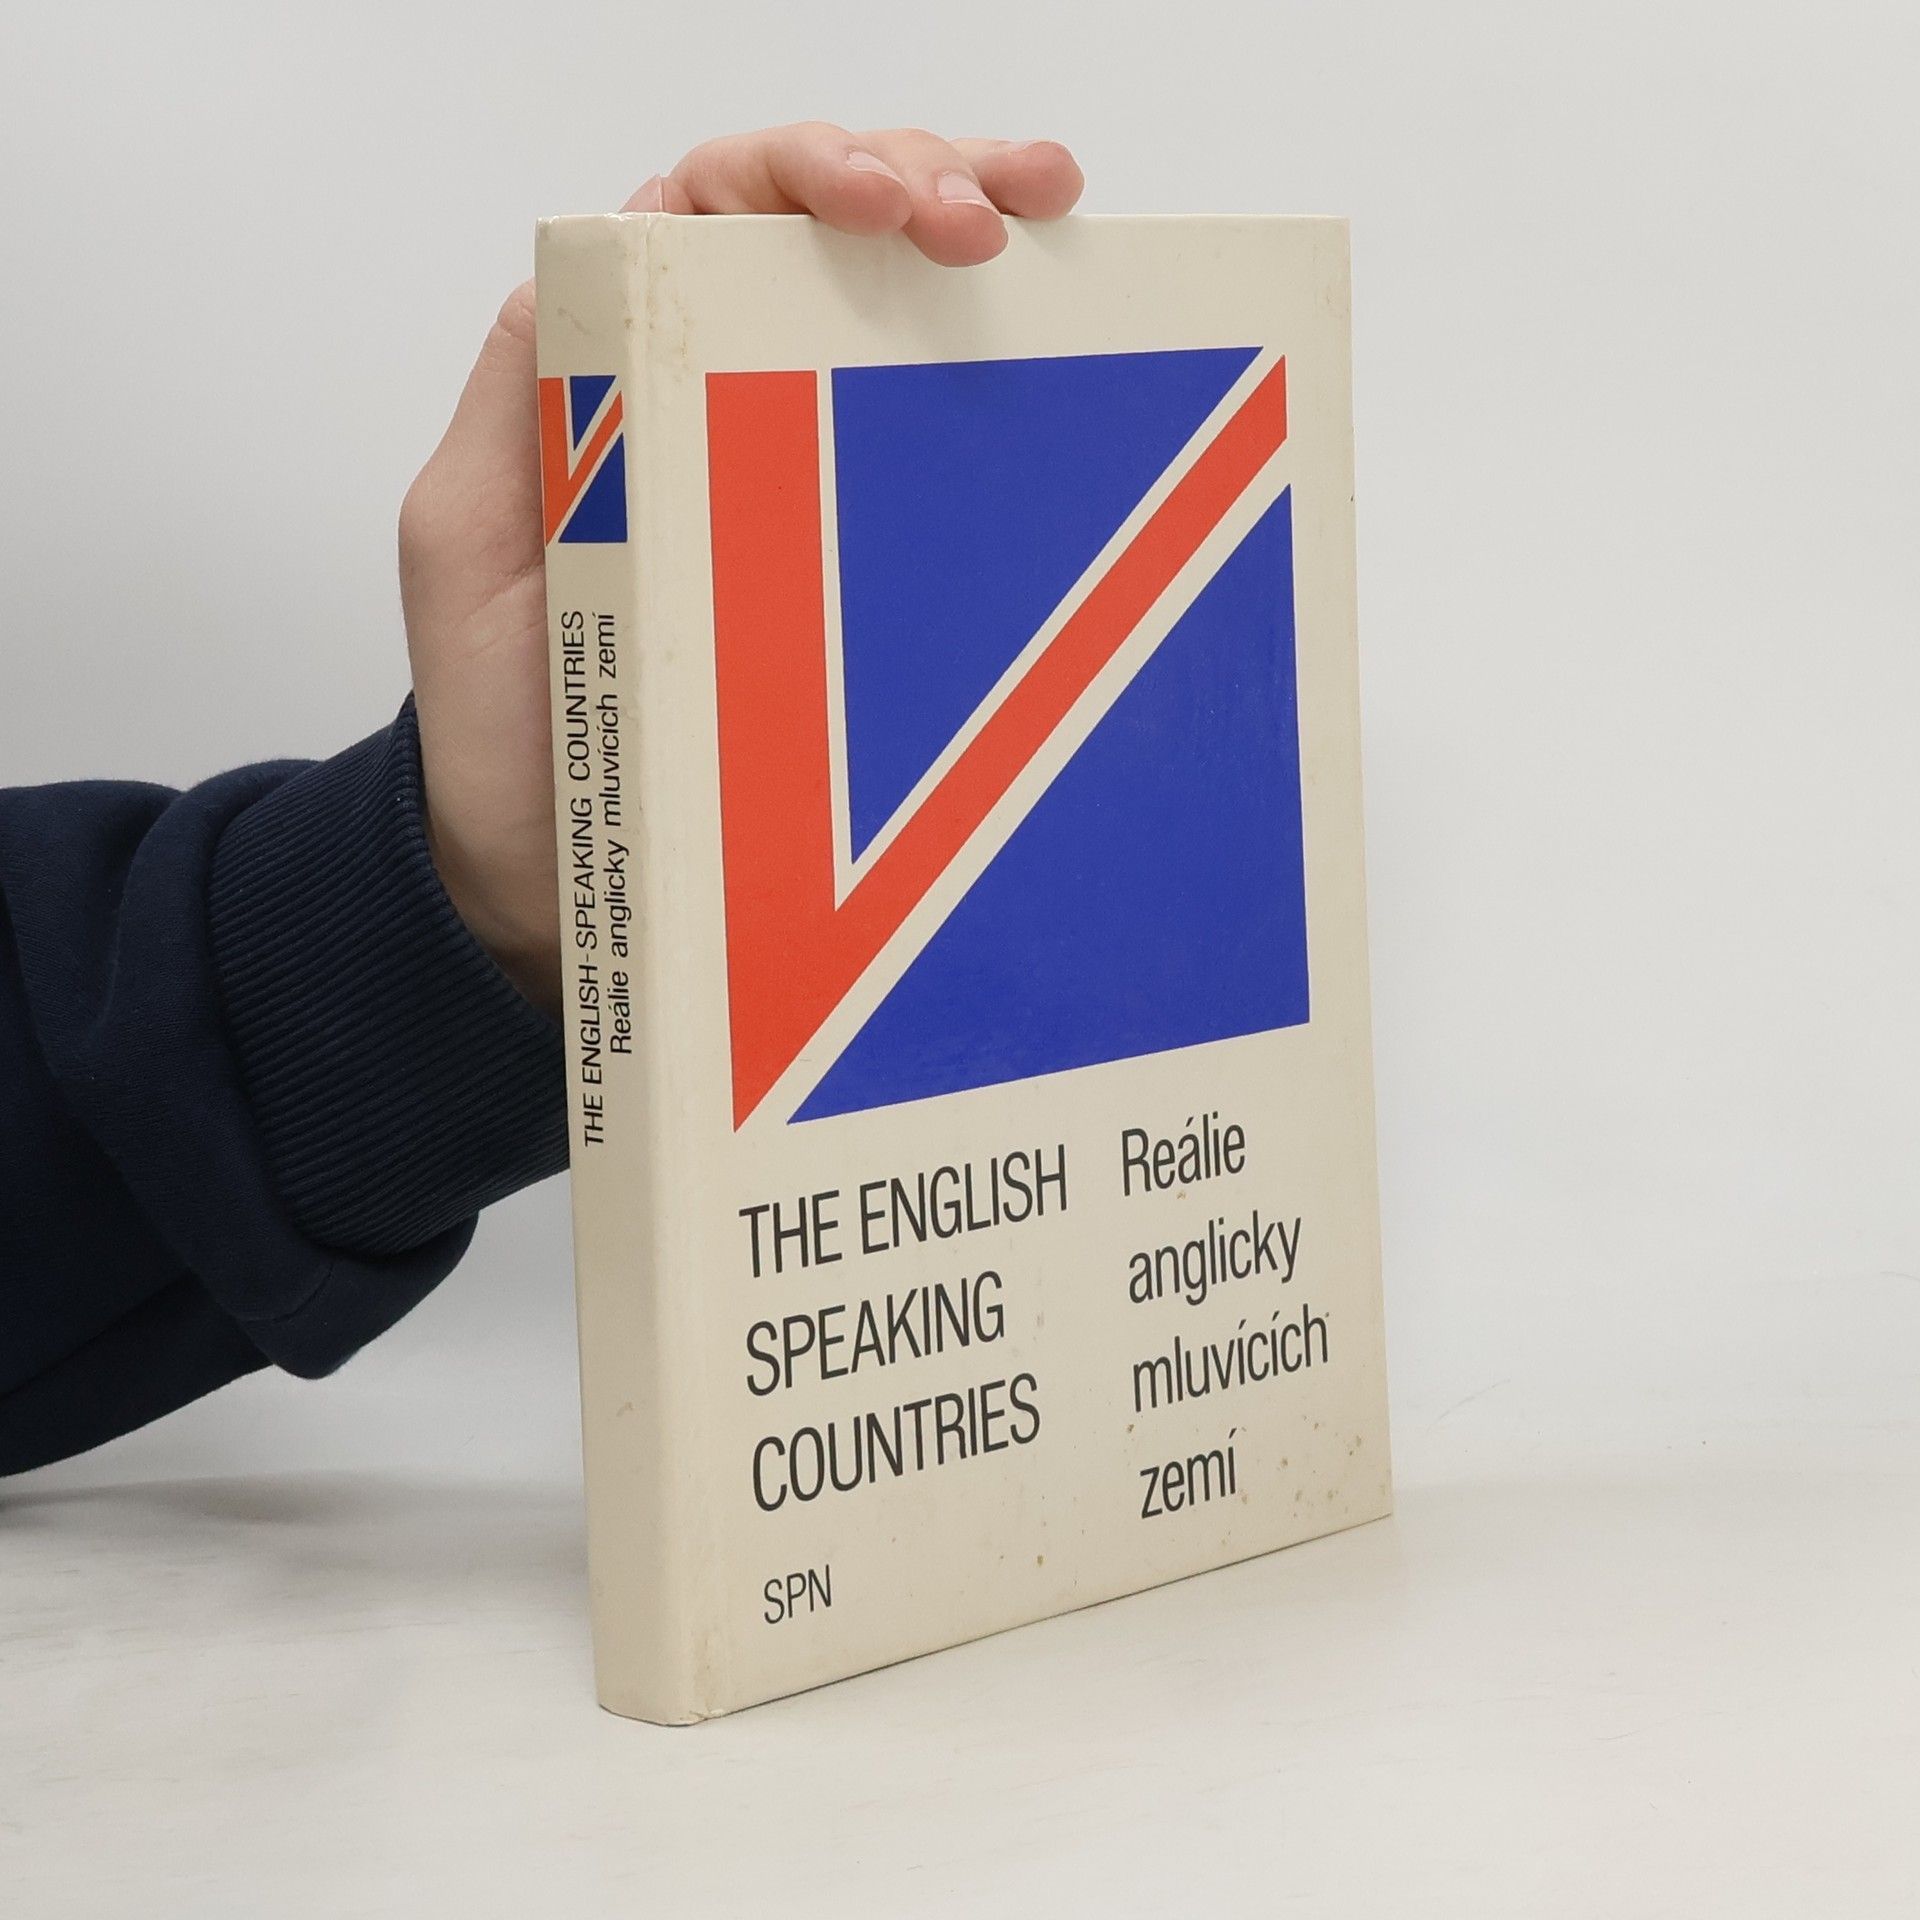 THE ENGLISH-SPEAKING COUNTRIES
Reálie anglicky mluvících zemí
THE ENGLISH
SPEAKING
COUNTRIES
Reálie
anglicky
mluvících
zemí
SPN